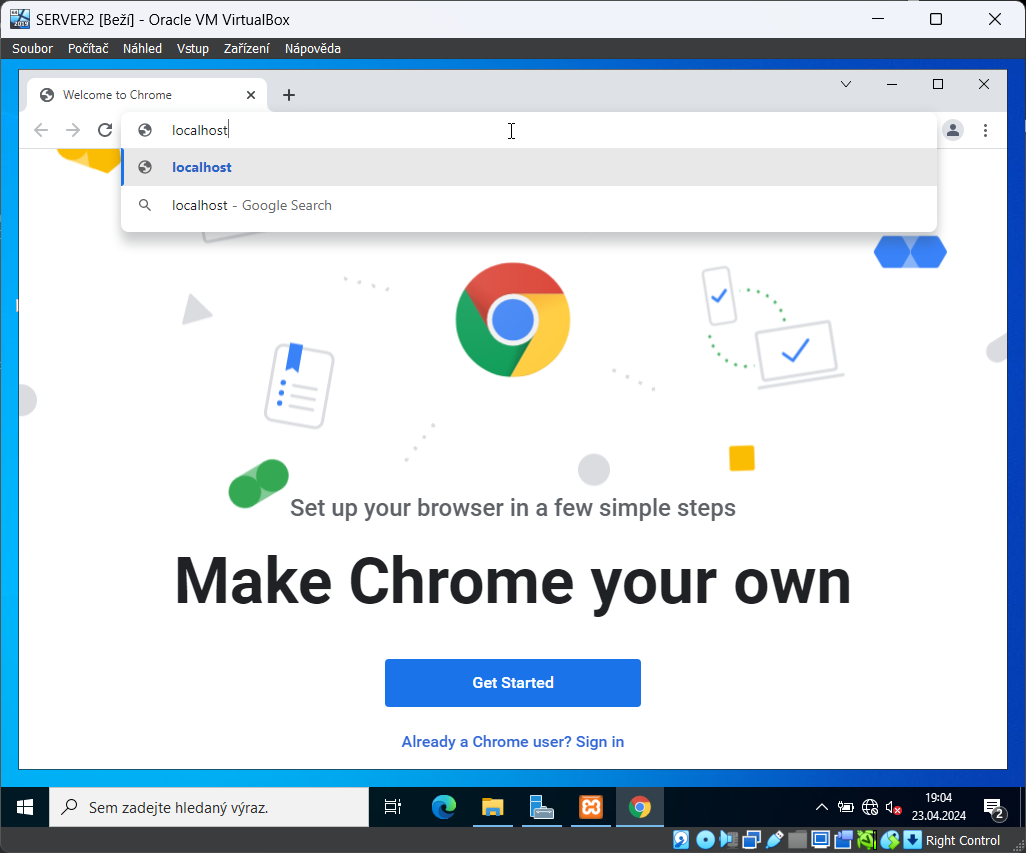 SERVER2 [Beží] - Oracle VM VirtualBox
Soubor Počítač Náhled Vstup Zařízení Nápověda
Welcome to Chrome
localhost
localhost
localhost - Google Search
Set up your browser in a few simple steps
Make Chrome your own
Get Started
Already a Chrome user? Sign in
Sem zadejte hledaný výraz.
19:04
23.04.2024
2
Right Control